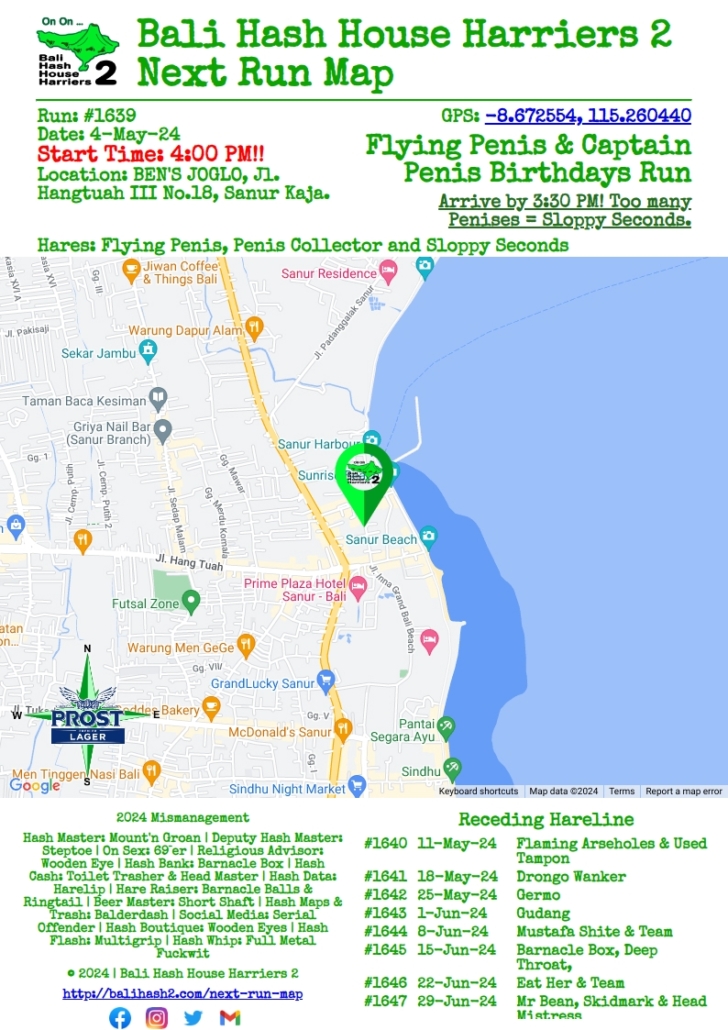 On On ...
Bali
Hash
House
Harriers 2
Bali Hash House Harriers 2
Next Run Map
Run: #1639
Date: 4-May-24
Start Time: 4:00 PM!!
Location: BEN'S JOGLO, Jl.
Hangtuah III No.18, Sanur Kaja.
GPS: -8.672554, 115.260440
Flying Penis & Captain
Penis Birthdays Run
Arrive by 3:30 PM! Too many
Penises = Sloppy Seconds.
Hares: Flying Penis, Penis Collector and Sloppy Seconds
Jiwan Coffee
& Things Bali
Sanur Residence
Gg. III
Jl. Pakisaji
Warung Dapur Alam
Jl. Padanggalak Sanur
Sekar Jambu
Taman Baca Kesiman
Griya Nail Bar
(Sanur Branch)
Sanur Harbour
Gg. 1
Sunris
Gg. Mawar
Jl. Cemp. Putih 2
Jl. Sedap Malam
Gg. Merdu Komala
Sanur Beach
Jl. Hang Tuah
Prime Plaza Hotel
Sanur - Bali
Jl. Inna Grand Bali Beach
Futsal Zone
Warung Men GeGe
Gg. VIII
GrandLucky Sanur
N
W
E
S
PROST
LAGER
Bakery
Gg. V
McDonald's Sanur
Pantai
Segara Ayu
Gg. I
Men Tinggen Nasi Bali
Sindhu
Sindhu Night Market
Google
Keyboard shortcuts
Map data ©2024
Terms
Report a map error
2024 Mismanagement
Hash Master: Mount'n Groan | Deputy Hash Master:
Steptoe | On Sex: 69'er | Religious Advisor:
Wooden Eye | Hash Bank: Barnacle Box | Hash
Cash: Toilet Trasher & Head Master | Hash Data:
Harelip | Hare Raiser: Barnacle Balls &
Ringtail | Beer Master: Short Shaft | Hash Maps &
Trash: Balderdash | Social Media: Serial
Offender | Hash Boutique: Wooden Eyes | Hash
Flash: Multigrip | Hash Whip: Full Metal
Fuckwit
© 2024 | Bali Hash House Harriers 2
http://balihash2.com/next-run-map
Receding Hareline
#1640 11-May-24 Flaming Arseholes & Used
Tampon
#1641 18-May-24 Drongo Wanker
#1642 25-May-24 Germo
#1643 1-Jun-24 Gudang
#1644 8-Jun-24 Mustafa Shite & Team
#1645 15-Jun-24 Barnacle Box, Deep
Throat,
#1646 22-Jun-24 Eat Her & Team
#1647 29-Jun-24 Mr Bean, Skidmark & Head
Mistress